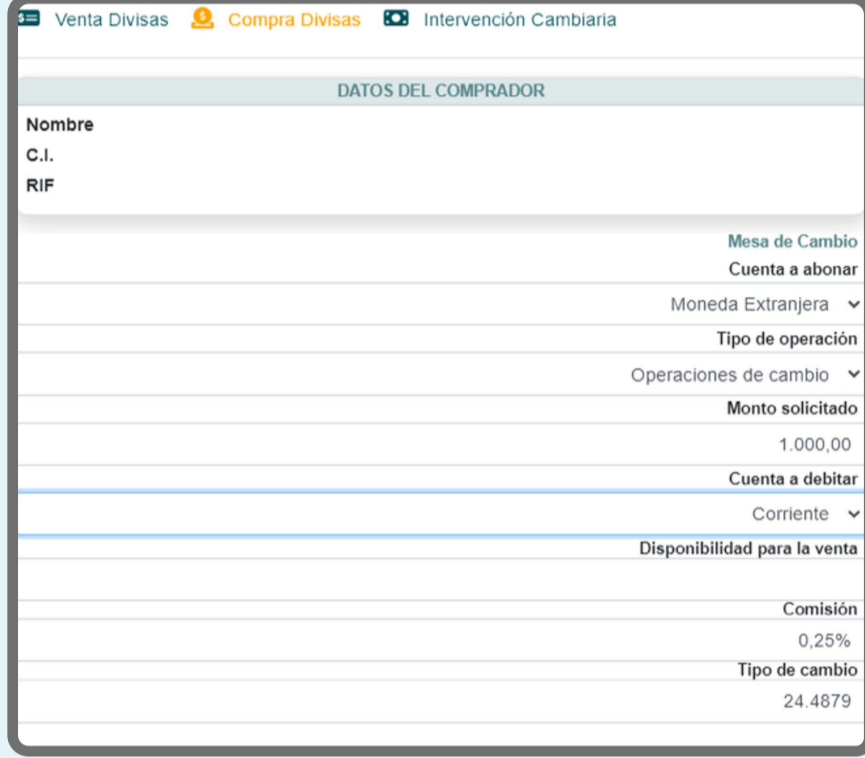 Venta Divisas Compra Divisas Intervención Cambiaria
DATOS DEL COMPRADOR
Nombre
C.I.
RIF
Mesa de Cambio
Cuenta a abonar
Moneda Extranjera
Tipo de operación
Operaciones de cambio
Monto solicitado
1.000,00
Cuenta a debitar
Corriente
Disponibilidad para la venta
Comisión
0,25%
Tipo de cambio
24.4879